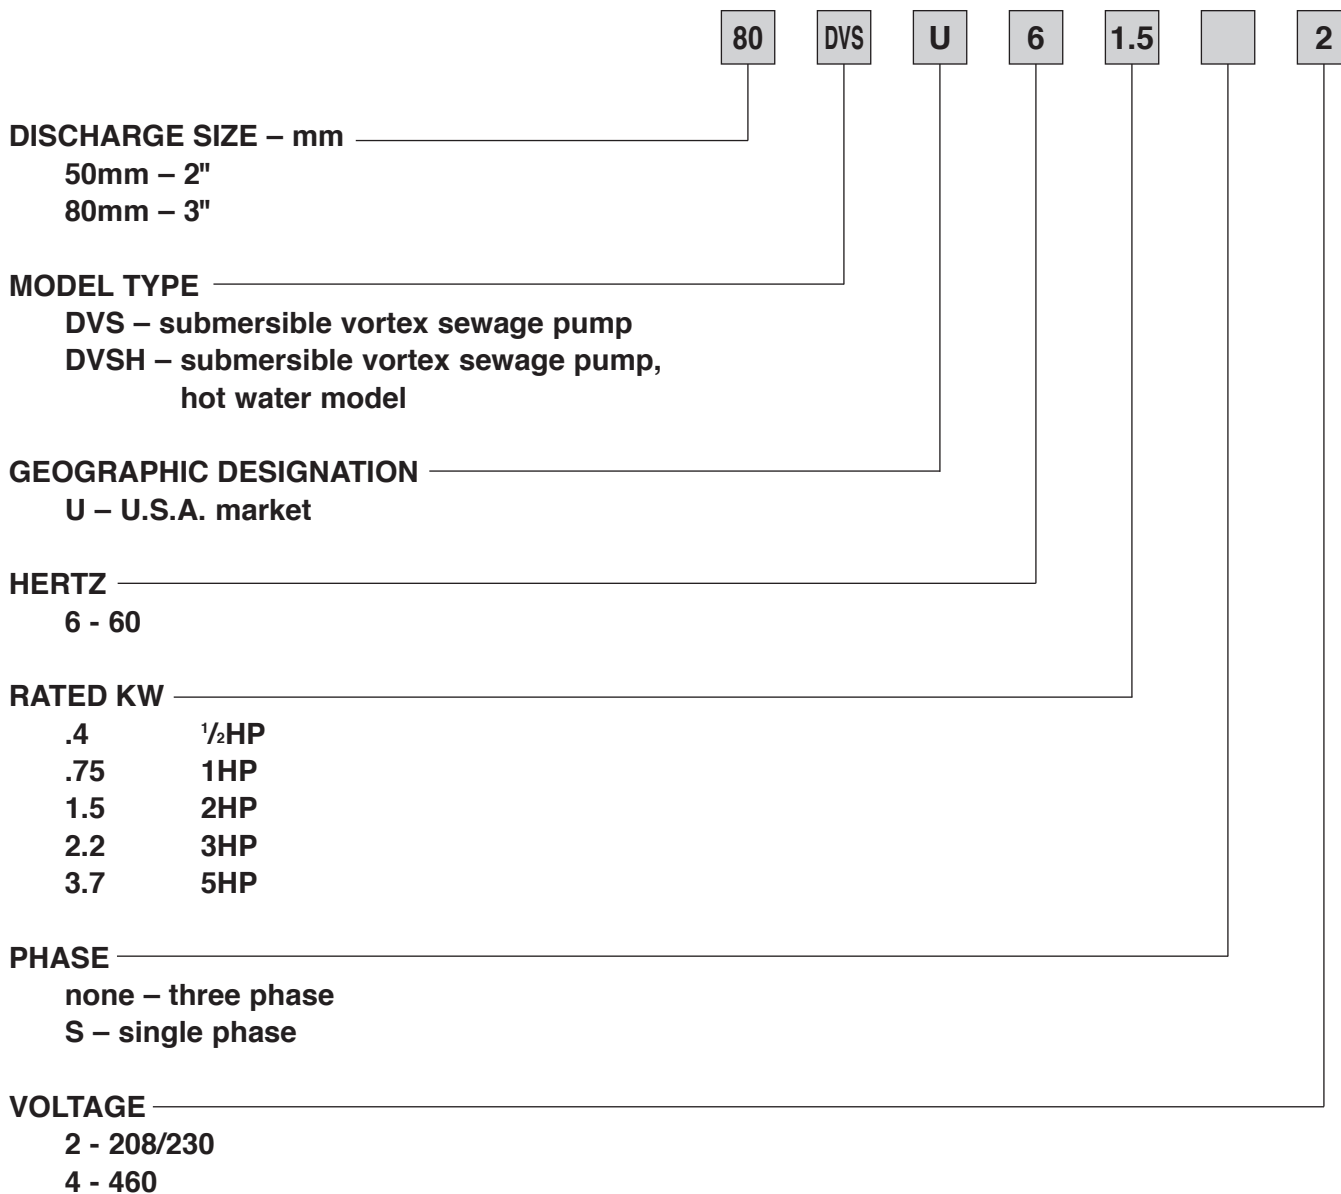 80 DVS U 6 1.5 2
DISCHARGE SIZE – mm
50mm – 2"
80mm – 3"
MODEL TYPE
DVS – submersible vortex sewage pump
DVSH – submersible vortex sewage pump,
hot water model
GEOGRAPHIC DESIGNATION
U – U.S.A. market
HERTZ
6 - 60
RATED KW
.4 ½HP
.75 1HP
1.5 2HP
2.2 3HP
3.7 5HP
PHASE
none – three phase
S – single phase
VOLTAGE
2 - 208/230
4 - 460